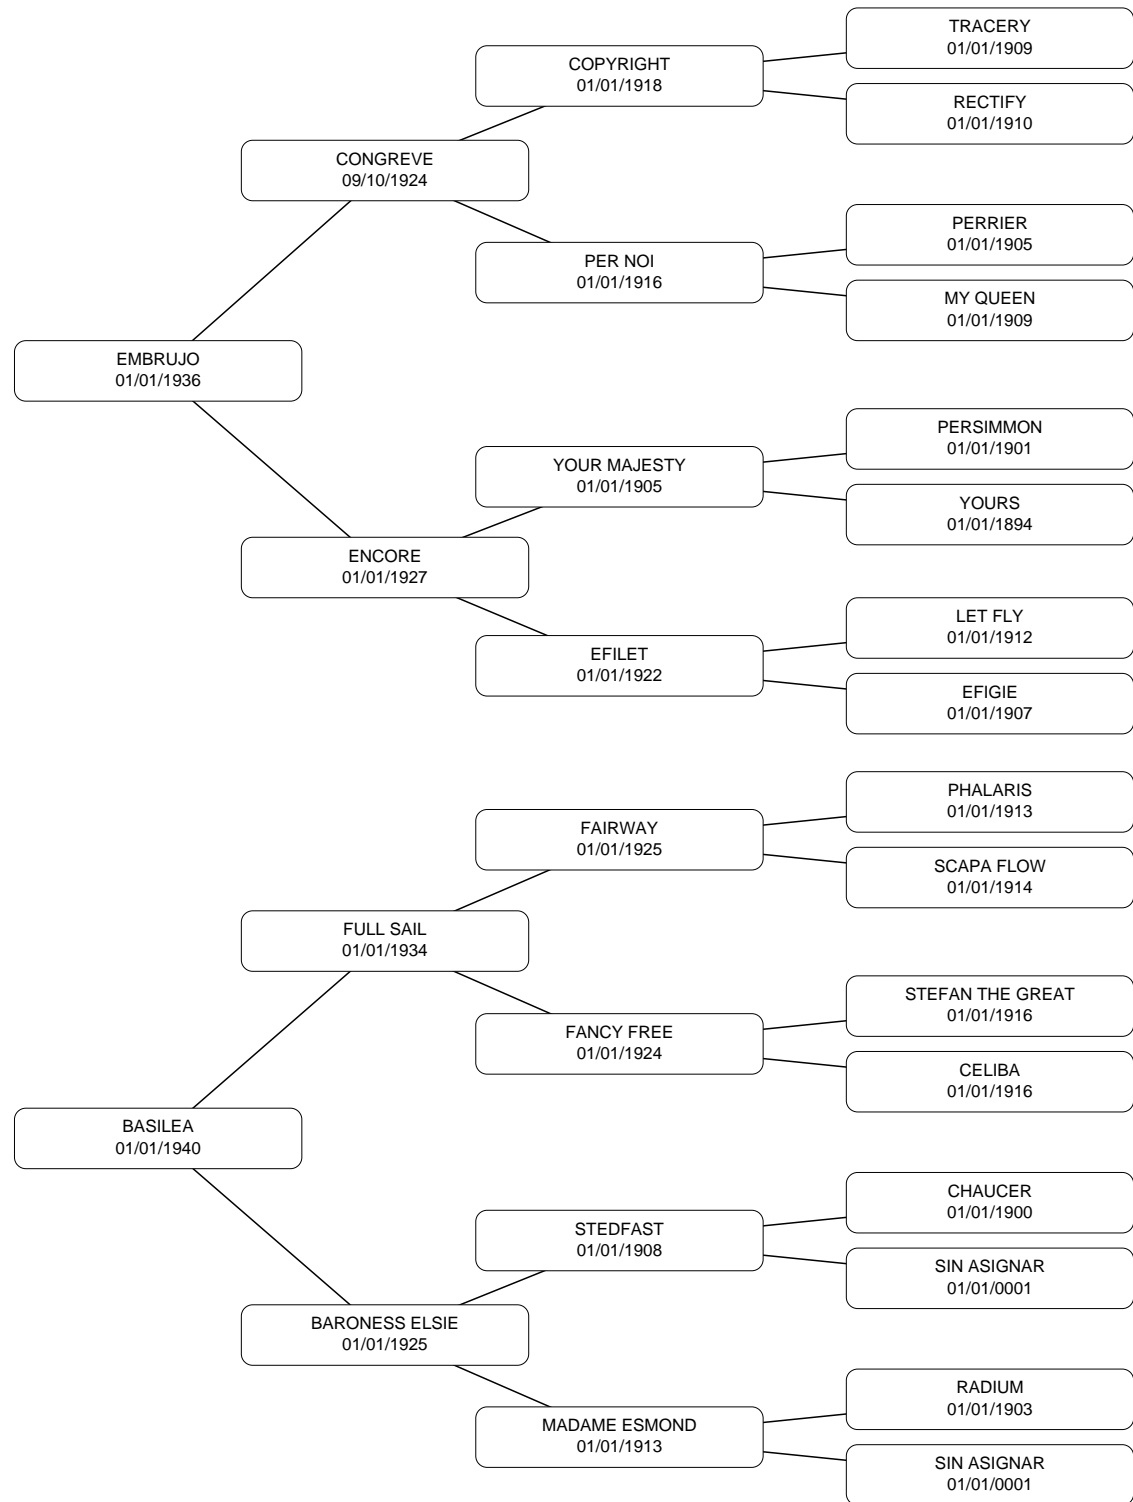 TRACERY
01/01/1909
COPYRIGHT
01/01/1918
RECTIFY
01/01/1910
CONGREVE
09/10/1924
PERRIER
01/01/1905
PER NOI
01/01/1916
MY QUEEN
01/01/1909
EMBRUJO
01/01/1936
PERSIMMON
01/01/1901
YOUR MAJESTY
01/01/1905
YOURS
01/01/1894
ENCORE
01/01/1927
LET FLY
01/01/1912
EFILET
01/01/1922
EFIGIE
01/01/1907
PHALARIS
01/01/1913
FAIRWAY
01/01/1925
SCAPA FLOW
01/01/1914
FULL SAIL
01/01/1934
STEFAN THE GREAT
01/01/1916
FANCY FREE
01/01/1924
CELIBA
01/01/1916
BASILEA
01/01/1940
CHAUCER
01/01/1900
STEDFAST
01/01/1908
SIN ASIGNAR
01/01/0001
BARONESS ELSIE
01/01/1925
RADIUM
01/01/1903
MADAME ESMOND
01/01/1913
SIN ASIGNAR
01/01/0001